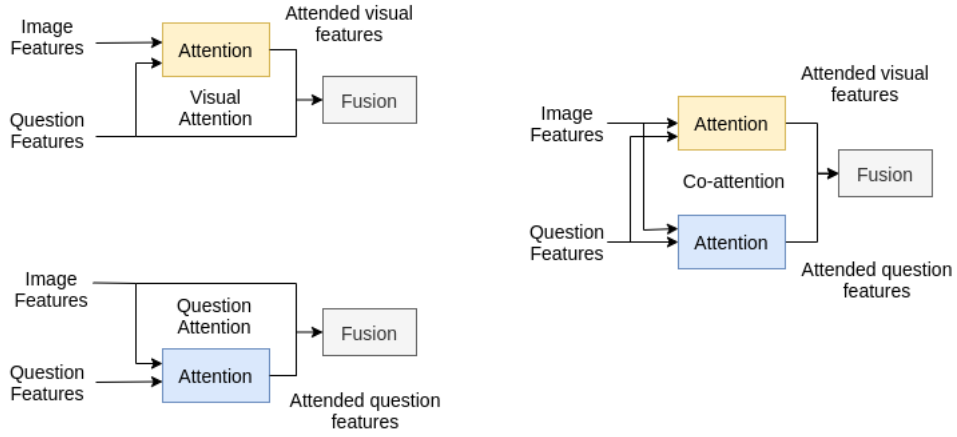 Image
Features
Attended visual
features
Attention
Visual
Attention
Fusion
Question
Features
Image
Features
Question
Attention
Fusion
Question
Features
Attention
Attended question
features
Attended visual
features
Image
Features
Attention
Co-attention
Fusion
Question
Features
Attention
Attended question
features